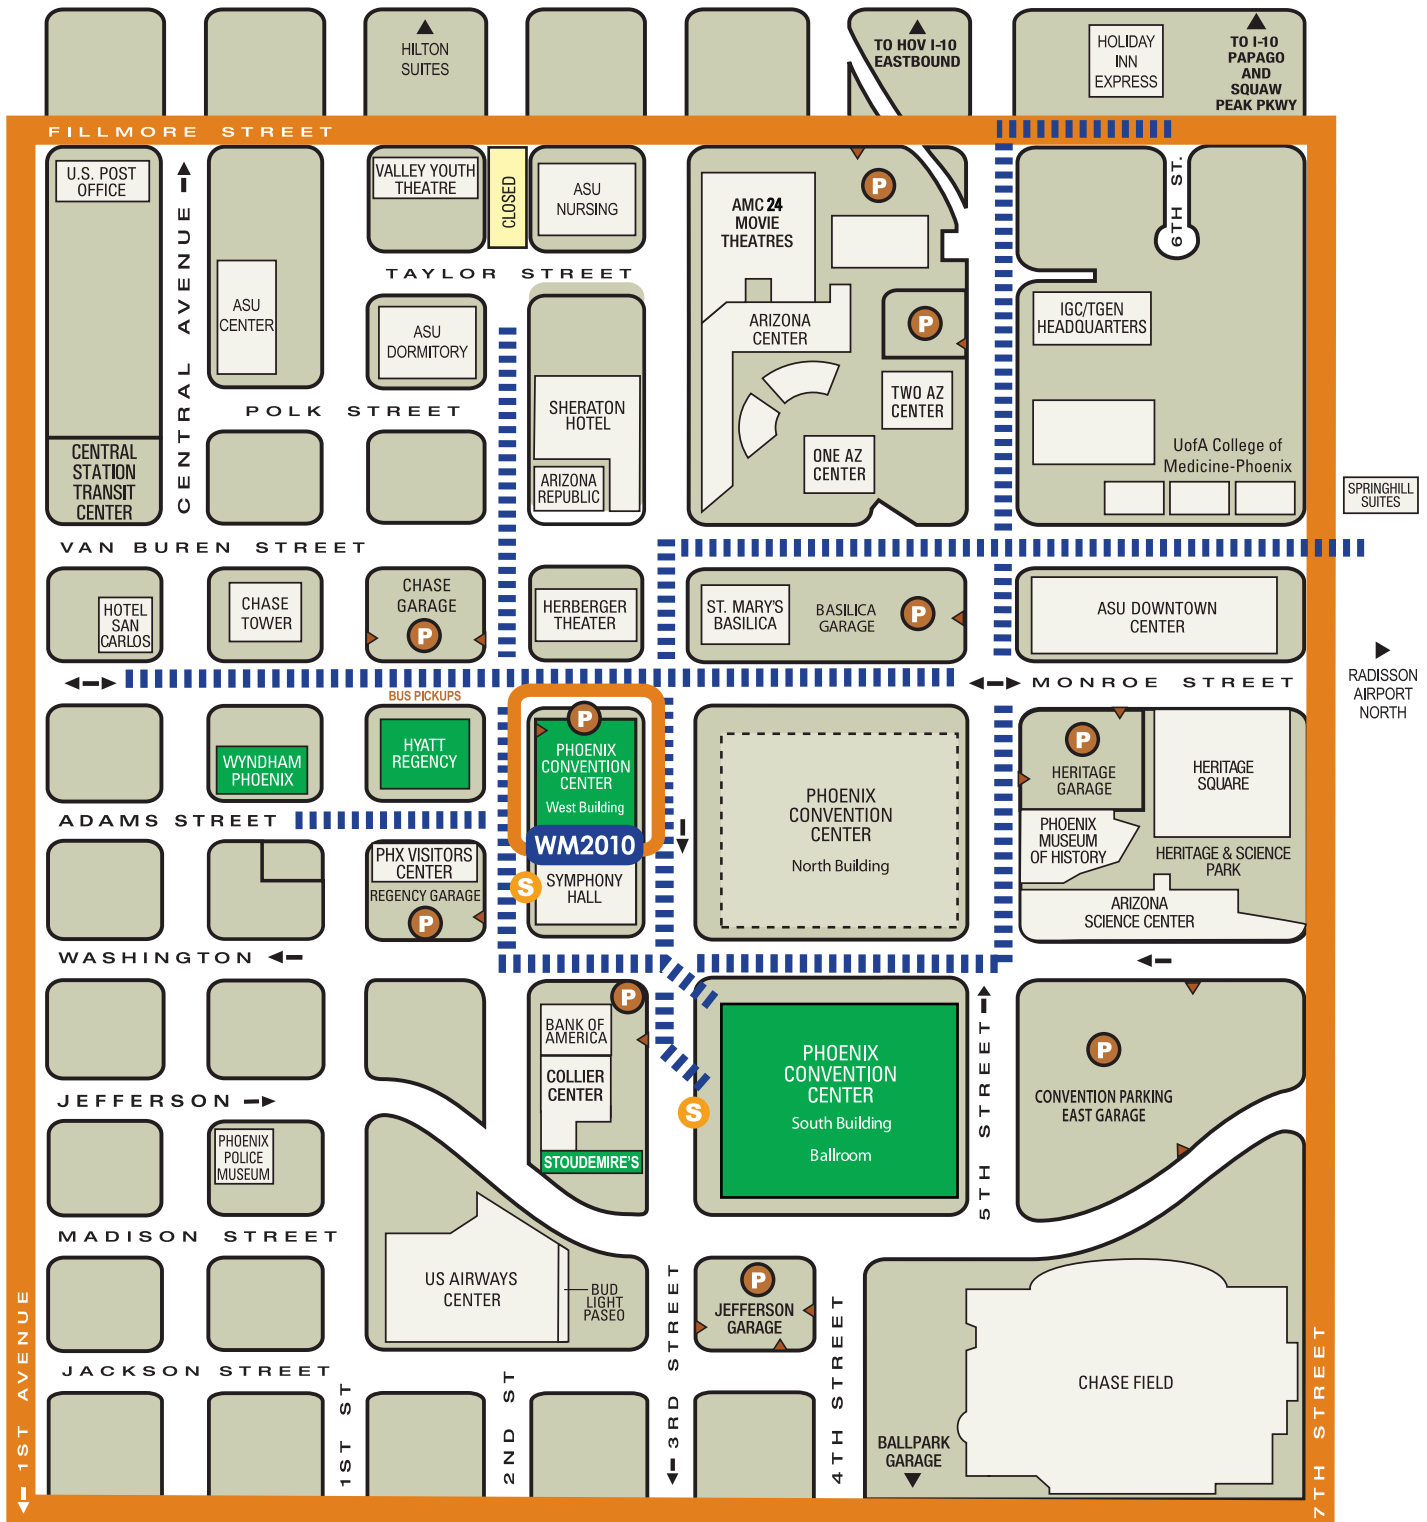 HILTON
SUITES
TO HOV I-10
EASTBOUND
HOLIDAY
INN
EXPRESS
TO I-10
PAPAGO
AND
SQUAW
PEAK PKWY
FILLMORE STREET
U.S. POST
OFFICE
CENTRAL AVENUE
VALLEY YOUTH
THEATRE
CLOSED
ASU
NURSING
AMC 24
MOVIE
THEATRES
P
6TH ST.
TAYLOR STREET
ASU
CENTER
ASU
DORMITORY
ARIZONA
CENTER
P
IGC/TGEN
HEADQUARTERS
POLK STREET
SHERATON
HOTEL
TWO AZ
CENTER
CENTRAL
STATION
TRANSIT
CENTER
ARIZONA
REPUBLIC
ONE AZ
CENTER
UofA College of
Medicine-Phoenix
SPRINGHILL
SUITES
VAN BUREN STREET
HOTEL
SAN
CARLOS
CHASE
TOWER
CHASE
GARAGE
P
HERBERGER
THEATER
ST. MARY'S
BASILICA
BASILICA
GARAGE
P
ASU DOWNTOWN
CENTER
MONROE STREET
RADISSON
AIRPORT
NORTH
BUS PICKUPS
WYNDHAM
PHOENIX
HYATT
REGENCY
P
PHOENIX
CONVENTION
CENTER
West Building
WM2010
PHOENIX
CONVENTION
CENTER
North Building
P
HERITAGE
GARAGE
HERITAGE
SQUARE
ADAMS STREET
PHX VISITORS
CENTER
REGENCY GARAGE
P
S
SYMPHONY
HALL
PHOENIX
MUSEUM
OF HISTORY
HERITAGE & SCIENCE
PARK
ARIZONA
SCIENCE CENTER
WASHINGTON
P
BANK OF
AMERICA
COLLIER
CENTER
STOUDEMIRE'S
PHOENIX
CONVENTION
CENTER
South Building
Ballroom
S
5TH STREET
P
CONVENTION PARKING
EAST GARAGE
JEFFERSON
PHOENIX
POLICE
MUSEUM
MADISON STREET
US AIRWAYS
CENTER
BUD
LIGHT
PASEO
P
JEFFERSON
GARAGE
CHASE FIELD
JACKSON STREET
BALLPARK
GARAGE
1ST AVENUE
1ST ST
2ND ST
3RD STREET
4TH STREET
7TH STREET